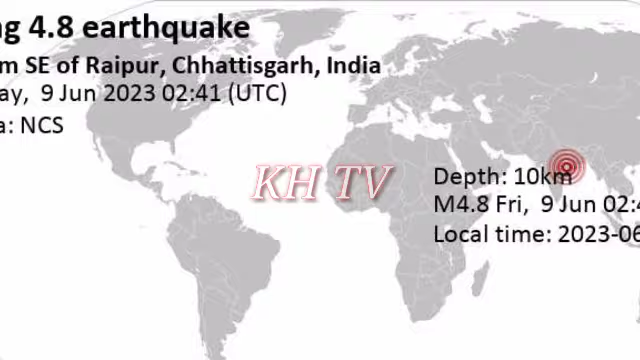 g 4.8 earthquake
m SE of Raipur, Chhattisgarh, India
ay, 9 Jun 2023 02:41 (UTC)
a: NCS
KH TV
Depth: 10km
M4.8 Fri, 9 Jun 02:4
Local time: 2023-06